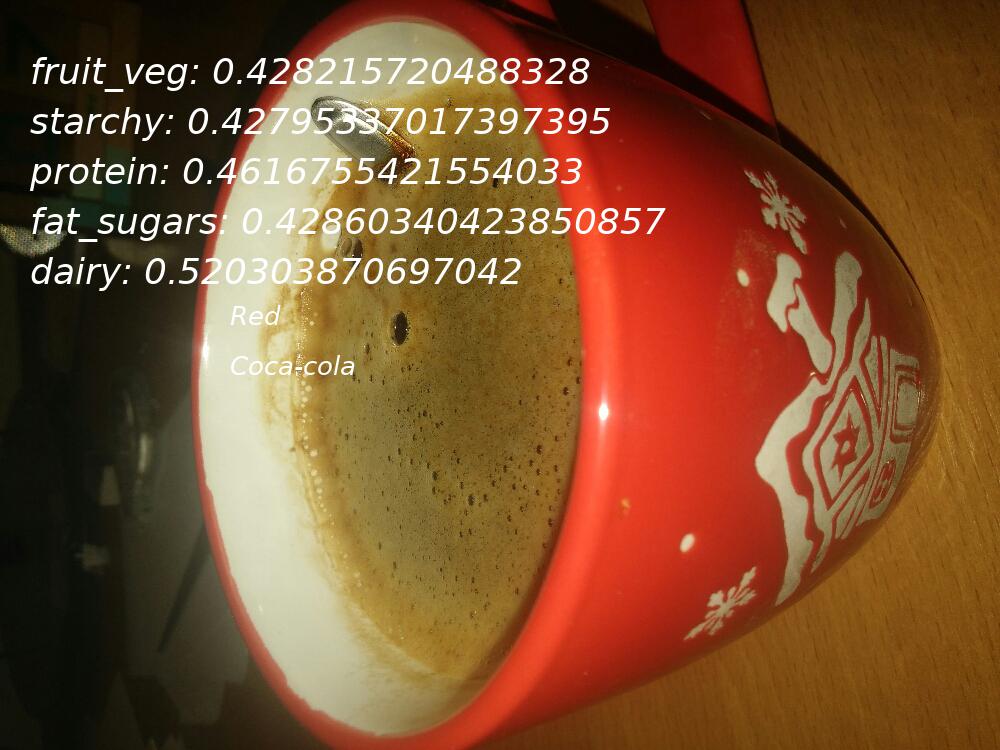 fruit_veg: 0.428215720488328
starchy: 0.42795337017397395
protein: 0.4616755421554033
fat_sugars: 0.42860340423850857
dairy: 0.520303870697042
Red
Coca-cola